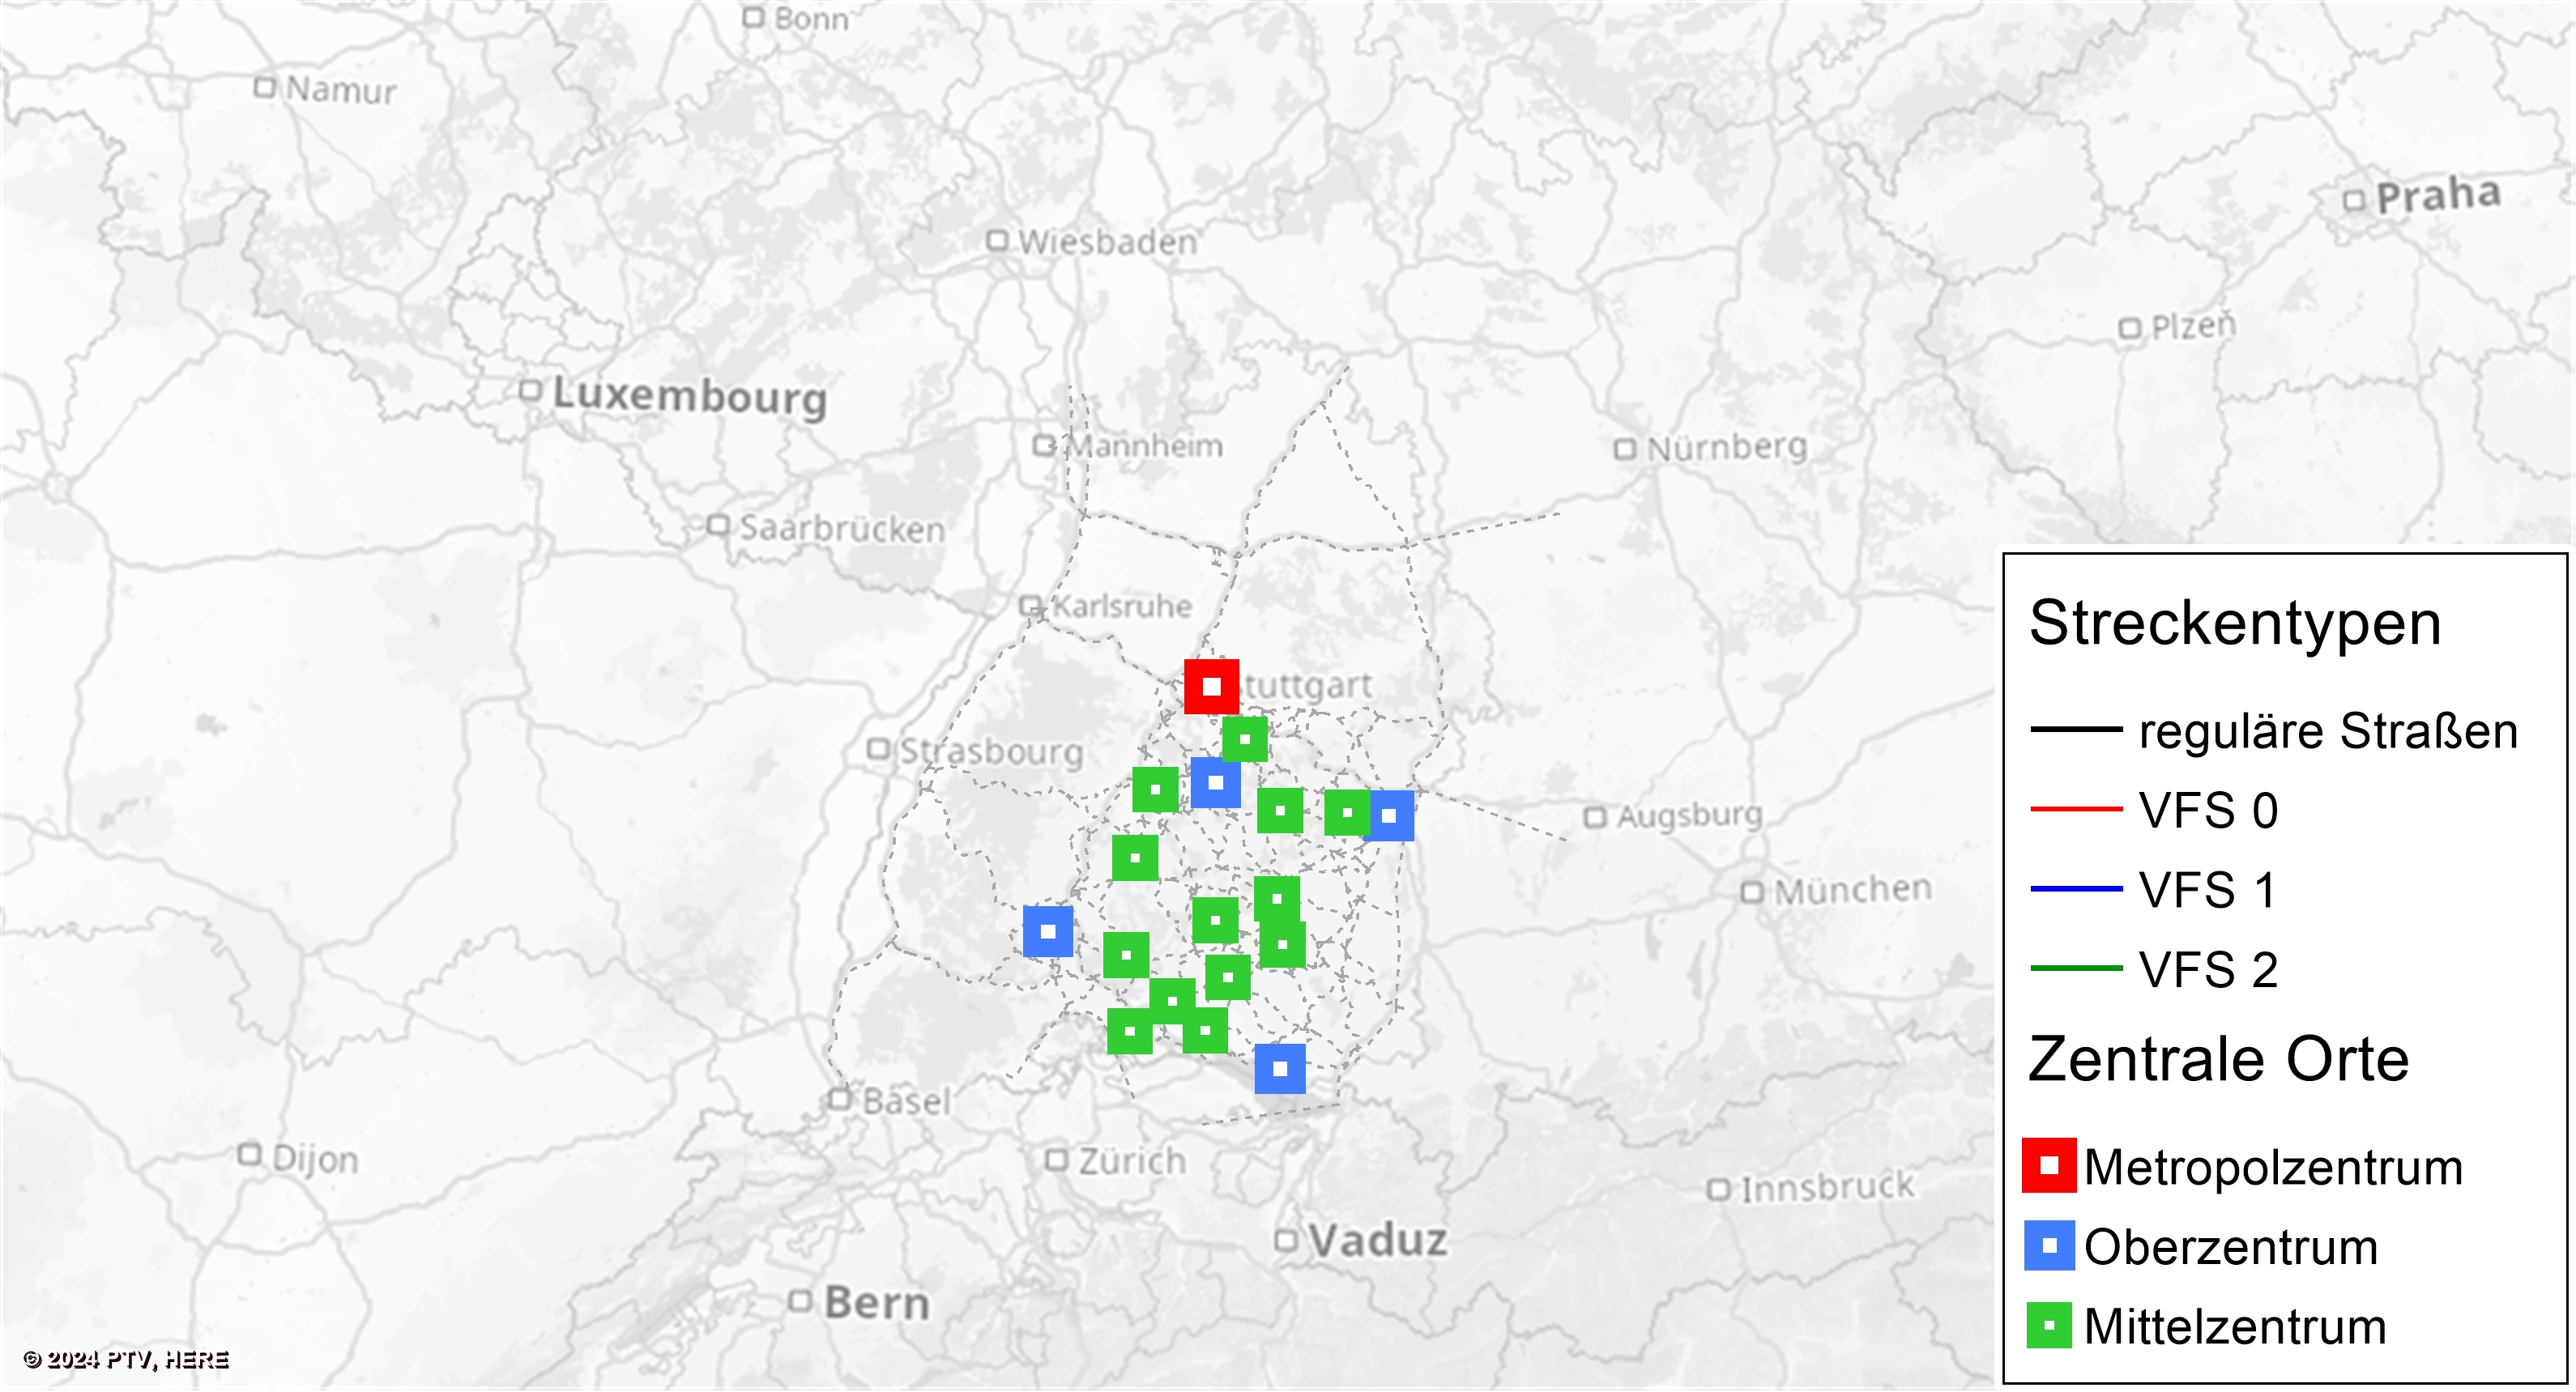 Bonn
Namur
Praha
Wiesbaden
Plzeň
Luxembourg
Mannheim
Nürnberg
Saarbrücken
Karlsruhe
tuttgart
Strasbourg
Augsburg
München
Basel
Dijon
Zürich
Innsbruck
Vaduz
Bern
© 2024 PTV, HERE
Streckentypen
reguläre Straßen
VFS 0
VFS 1
VFS 2
Zentrale Orte
Metropolzentrum
Oberzentrum
Mittelzentrum